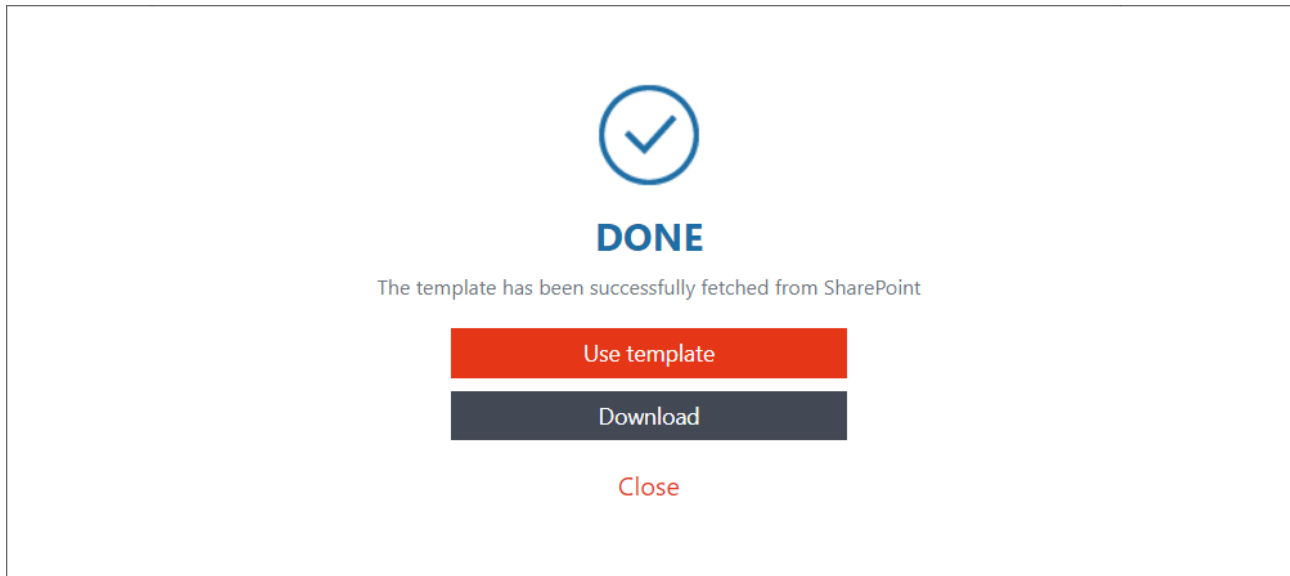 DONE
The template has been successfully fetched from SharePoint
Use template
Download
Close